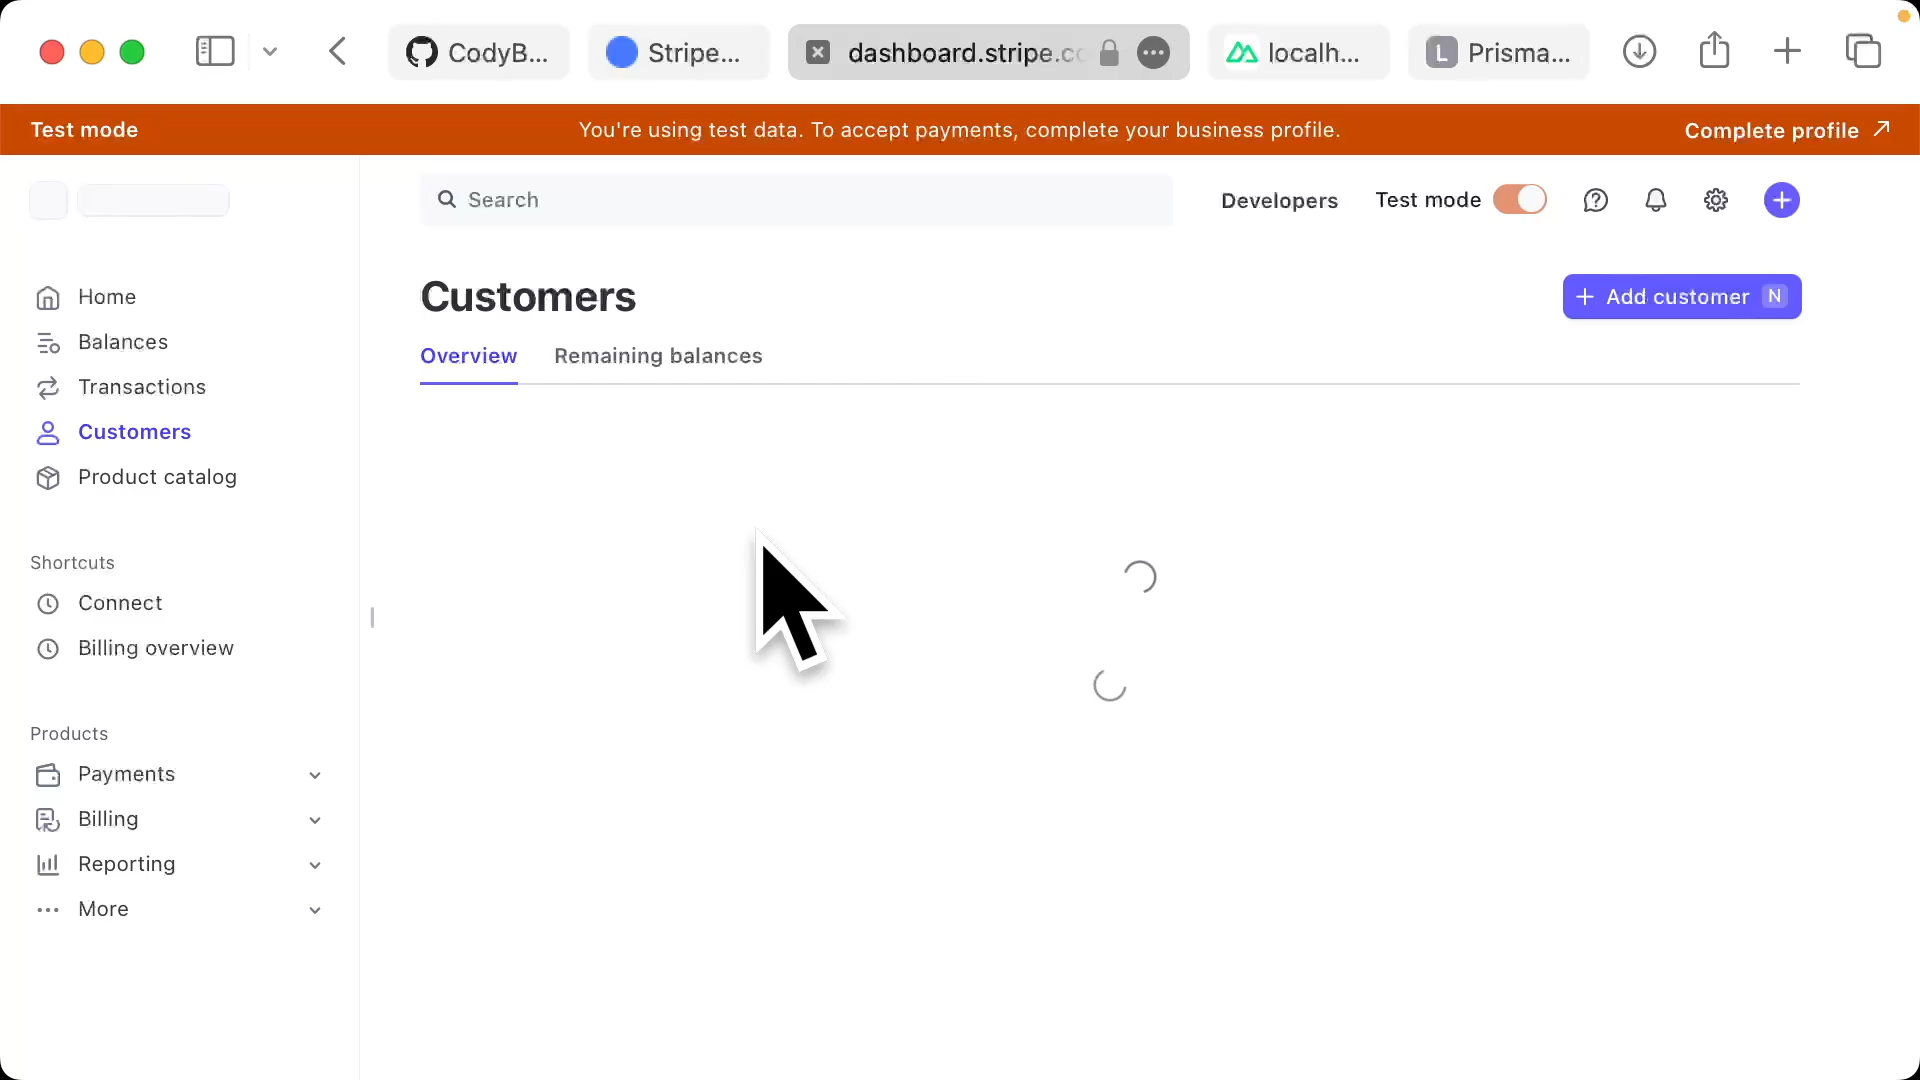 CodyB...
Stripe...
dashboard.stripe.cc
localh...
L
Prisma...
Test mode
You're using test data. To accept payments, complete your business profile.
Complete profile
Search
Developers
Test mode
Home
Balances
Transactions
Customers
Product catalog
Shortcuts
Connect
Billing overview
Products
Payments
Billing
Reporting
More
Customers
+ Add customer N
Overview
Remaining balances